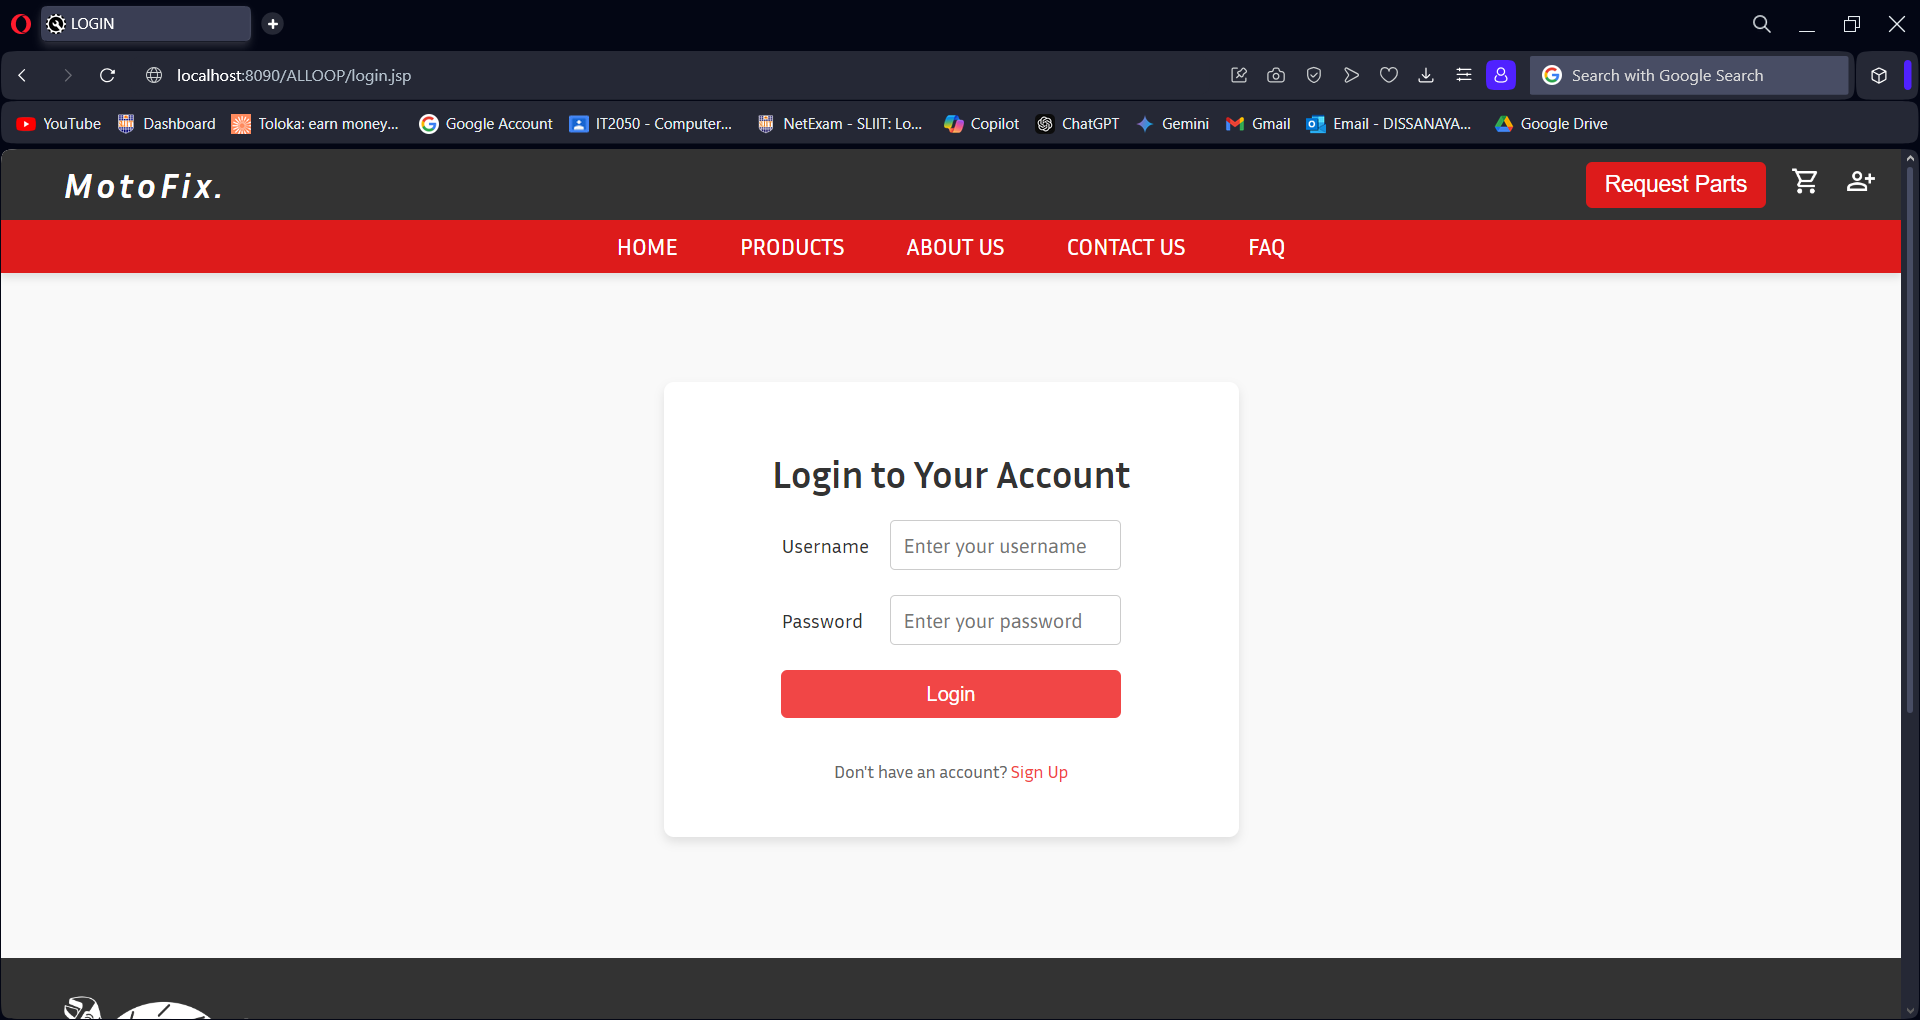 LOGIN
localhost:8090/ALLOOP/login.jsp
Search with Google Search
YouTube Dashboard Toloka: earn money... Google Account IT2050 - Computer... NetExam - SLIIT: Lo... Copilot ChatGPT Gemini Gmail Email - DISSANAYA... Google Drive
MotoFix.
Request Parts
HOME PRODUCTS ABOUT US CONTACT US FAQ
Login to Your Account
Username Enter your username
Password Enter your password
Login
Don't have an account? Sign Up